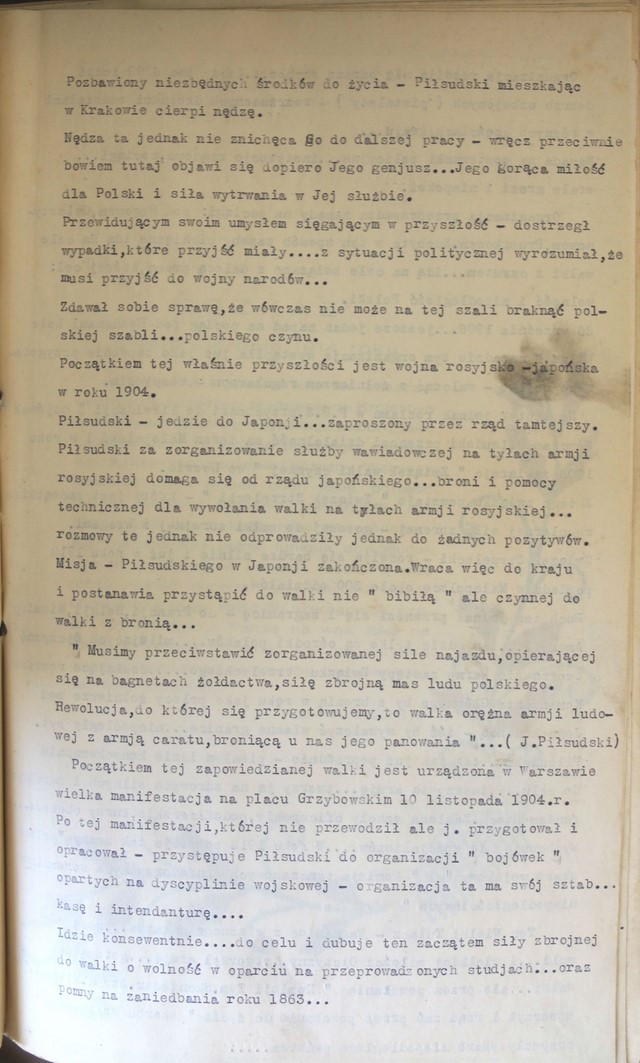 Pozbawiony niezbędnych środków do życia - Piłsudski mieszkając
w Krakowie cierpi nędzę.
Nędza ta jednak nie znichęca Go do dalszej pracy - wręcz przeciwnie
bowiem tutaj objawi się dopiero Jego genjusz...Jego gorąca miłość
dla Polski i siła wytrwania w Jej służbie.
Przewidującym swoim umysłem sięgającym w przyszłość - dostrzegł
wypadki,które przyjść miały....z sytuacji politycznej wyrozumiał,że
musi przyjść do wojny narodów...
Zdawał sobie sprawę,że wówczas nie może na tej szali braknąć pol-
skiej szabli...polskiego czynu.
Początkiem tej właśnie przyszłości jest wojna rosyjsko -japońska
w roku 1904.
Piłsudski - jedzie do Japonji...zaproszony przez rząd tamtejszy.
Piłsudski za zorganizowanie służby wawiadowczej na tyłach armji
rosyjskiej domaga się od rządu japońskiego...broni i pomocy
technicznej dla wywołania walki na tyłach armji rosyjskiej...
rozmowy te jednak nie odprowadziły jednak do żadnych pozytywów.
Misja - Piłsudskiego w Japonji zakończona.Wraca więc do kraju
i postanawia przystąpić do walki nie " bibiłą " ale czynnej do
walki z bronią...
" Musimy przeciwstawić zorganizowanej sile najazdu,opierającej
się na bagnetach żołdactwa,siłę zbrojną mas ludu polskiego.
Rewolucja,do której się przygotowujemy,to walka orężna armji ludo-
wej z armją caratu,broniącą u nas jego panowania "...( J.Piłsudski)
Początkiem tej zapowiedzianej walki jest urządzona w Warszawie
wielka manifestacja na placu Grzybowskim 10 listopada 1904.r.
Po tej manifestacji,której nie przewodził ale j. przygotował i
opracował - przystępuje Piłsudski do organizacji " bojówek "
opartych na dyscyplinie wojskowej - organizacja ta ma swój sztab...
kasę i intendanturę....
Idzie konsewentnie....do celu i dubuje ten zaczątem siły zbrojnej
do walki o wolność w oparciu na przeprowadzonych studjach...oraz
pomny na zaniedbania roku 1863...